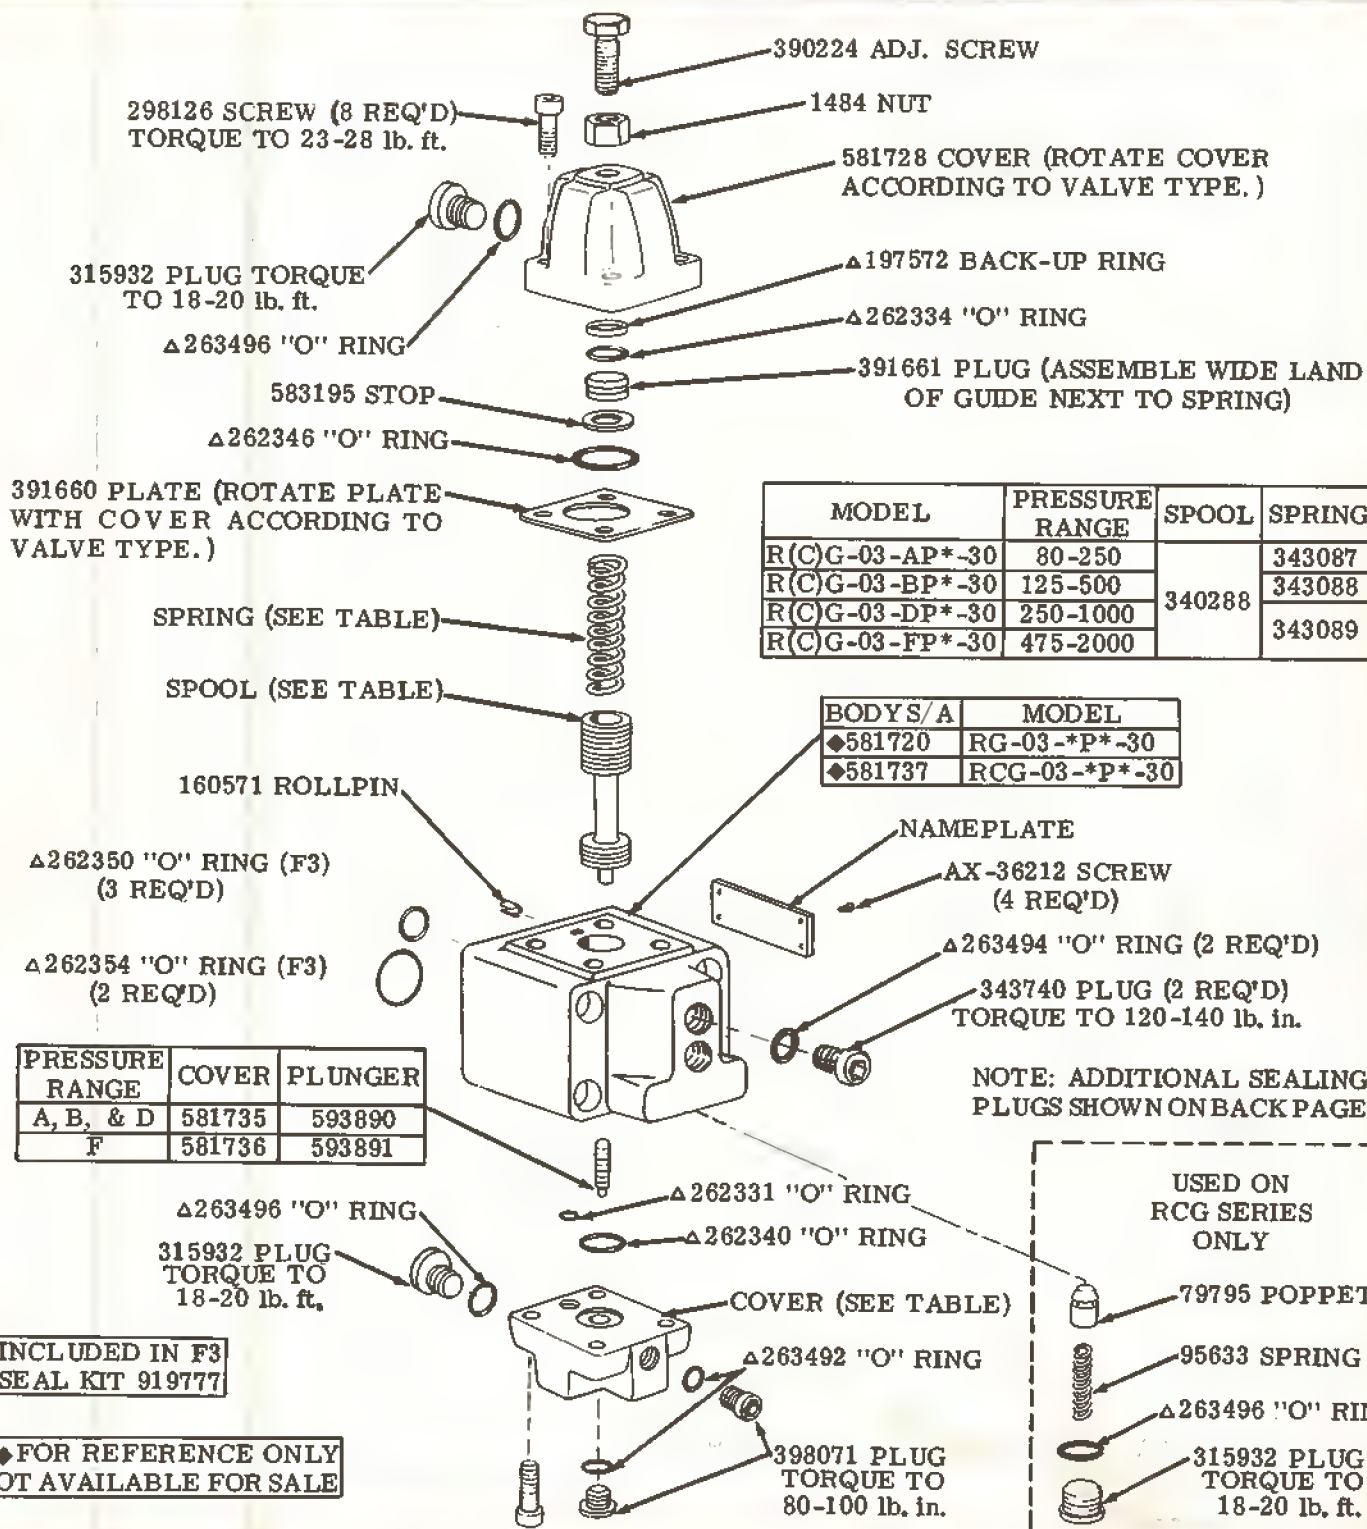 390224 ADJ. SCREW
298126 SCREW (8 REQ'D)
TORQUE TO 23-28 lb. ft.
1484 NUT
581728 COVER (ROTATE COVER
ACCORDING TO VALVE TYPE.)
315932 PLUG TORQUE
TO 18-20 lb. ft.
△197572 BACK-UP RING
△262334 "O" RING
△263496 "O" RING
391661 PLUG (ASSEMBLE WIDE LAND
OF GUIDE NEXT TO SPRING)
583195 STOP
△262346 "O" RING
391660 PLATE (ROTATE PLATE
WITH COVER ACCORDING TO
VALVE TYPE.)
MODEL PRESSURE RANGE SPOOL SPRING
R(C)G-03-AP*-30 80-250 340288 343087
R(C)G-03-BP*-30 125-500 343088
R(C)G-03-DP*-30 250-1000 343089
R(C)G-03-FP*-30 475-2000
SPRING (SEE TABLE)
SPOOL (SEE TABLE)
BODY S/A MODEL
◆581720 RG-03-*P*-30
◆581737 RCG-03-*P*-30
160571 ROLLPIN
NAMEPLATE
AX-36212 SCREW
(4 REQ'D)
△262350 "O" RING (F3)
(3 REQ'D)
△262354 "O" RING (F3)
(2 REQ'D)
△263494 "O" RING (2 REQ'D)
343740 PLUG (2 REQ'D)
TORQUE TO 120-140 lb. in.
PRESSURE RANGE COVER PLUNGER
A, B, & D 581735 593890
F 581736 593891
NOTE: ADDITIONAL SEALING
PLUGS SHOWN ON BACK PAGE
△262331 "O" RING
△262340 "O" RING
△263496 "O" RING
315932 PLUG
TORQUE TO
18-20 lb. ft.
COVER (SEE TABLE)
△263492 "O" RING
398071 PLUG
TORQUE TO
80-100 lb. in.
USED ON
RCG SERIES
ONLY
79795 POPPET
95633 SPRING
△263496 "O" RIN
315932 PLUG
TORQUE TO
18-20 lb. ft.
INCLUDED IN F3
SEAL KIT 919777
◆FOR REFERENCE ONLY
OT AVAILABLE FOR SALE